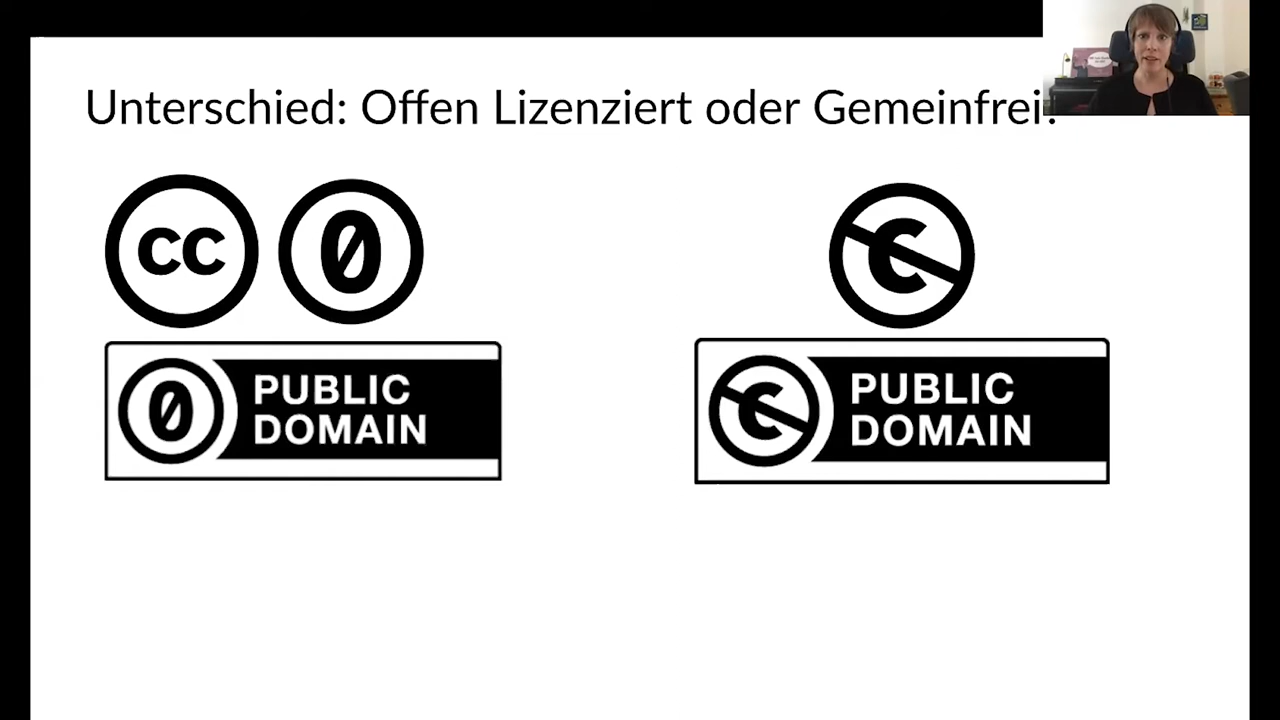 Unterschied: Offen Lizenziert oder Gemeinfrei?
cc 0
C
0 PUBLIC DOMAIN
C PUBLIC DOMAIN